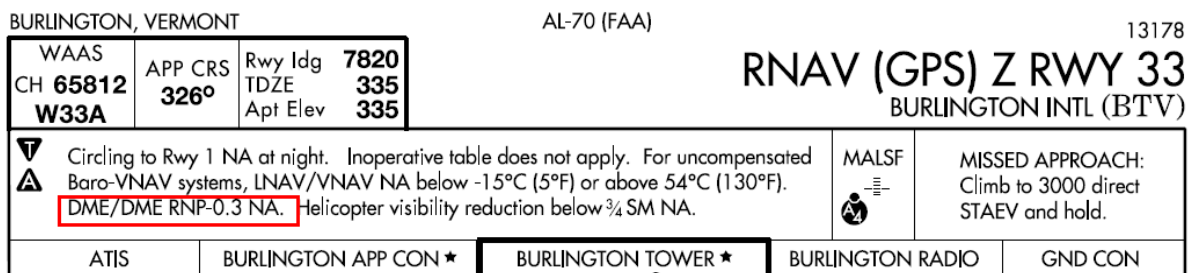 BURLINGTON, VERMONT
AL-70 (FAA)
13178
WAAS
CH 65812
W33A
APP CRS
326°
Rwy ldg 7820
TDZE 335
Apt Elev 335
RNAV (GPS) Z RWY 33
BURLINGTON INTL (BTV)
T
A
Circling to Rwy 1 NA at night. Inoperative table does not apply. For uncompensated
Baro-VNAV systems, LNAV/VNAV NA below -15°C (5°F) or above 54°C (130°F).
DME/DME RNP-0.3 NA. Helicopter visibility reduction below ¾ SM NA.
MALSF
A4
MISSED APPROACH:
Climb to 3000 direct
STAEV and hold.
ATIS
BURLINGTON APP CON ★
BURLINGTON TOWER ★
BURLINGTON RADIO
GND CON